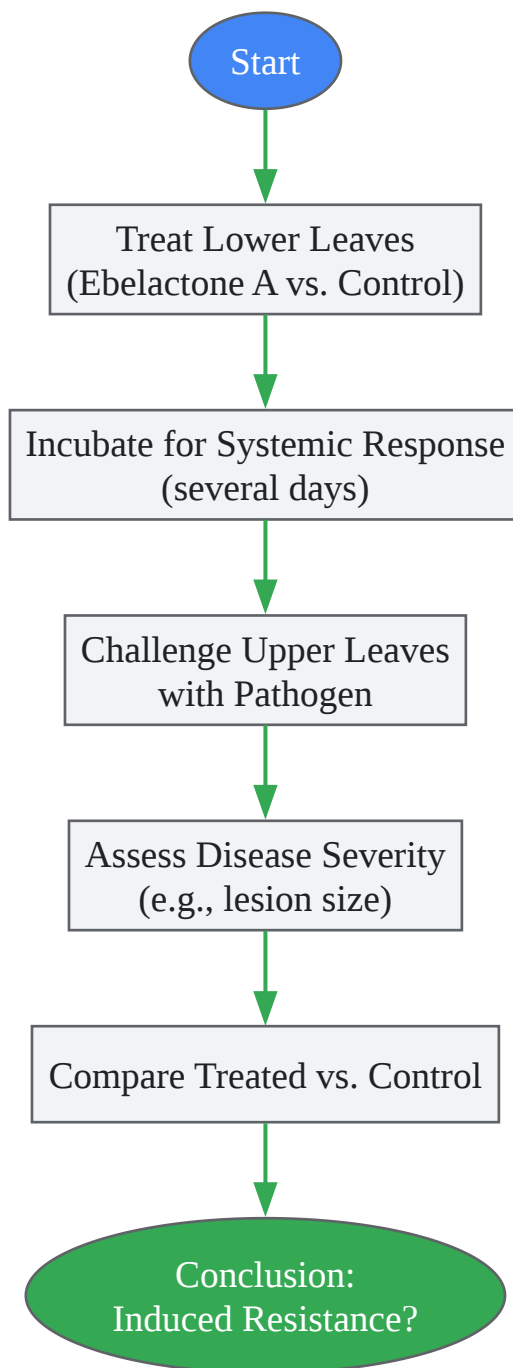 Start
Treat Lower Leaves
(Ebelactone A vs. Control)
Incubate for Systemic Response
(several days)
Challenge Upper Leaves
with Pathogen
Assess Disease Severity
(e.g., lesion size)
Compare Treated vs. Control
Conclusion:
Induced Resistance?